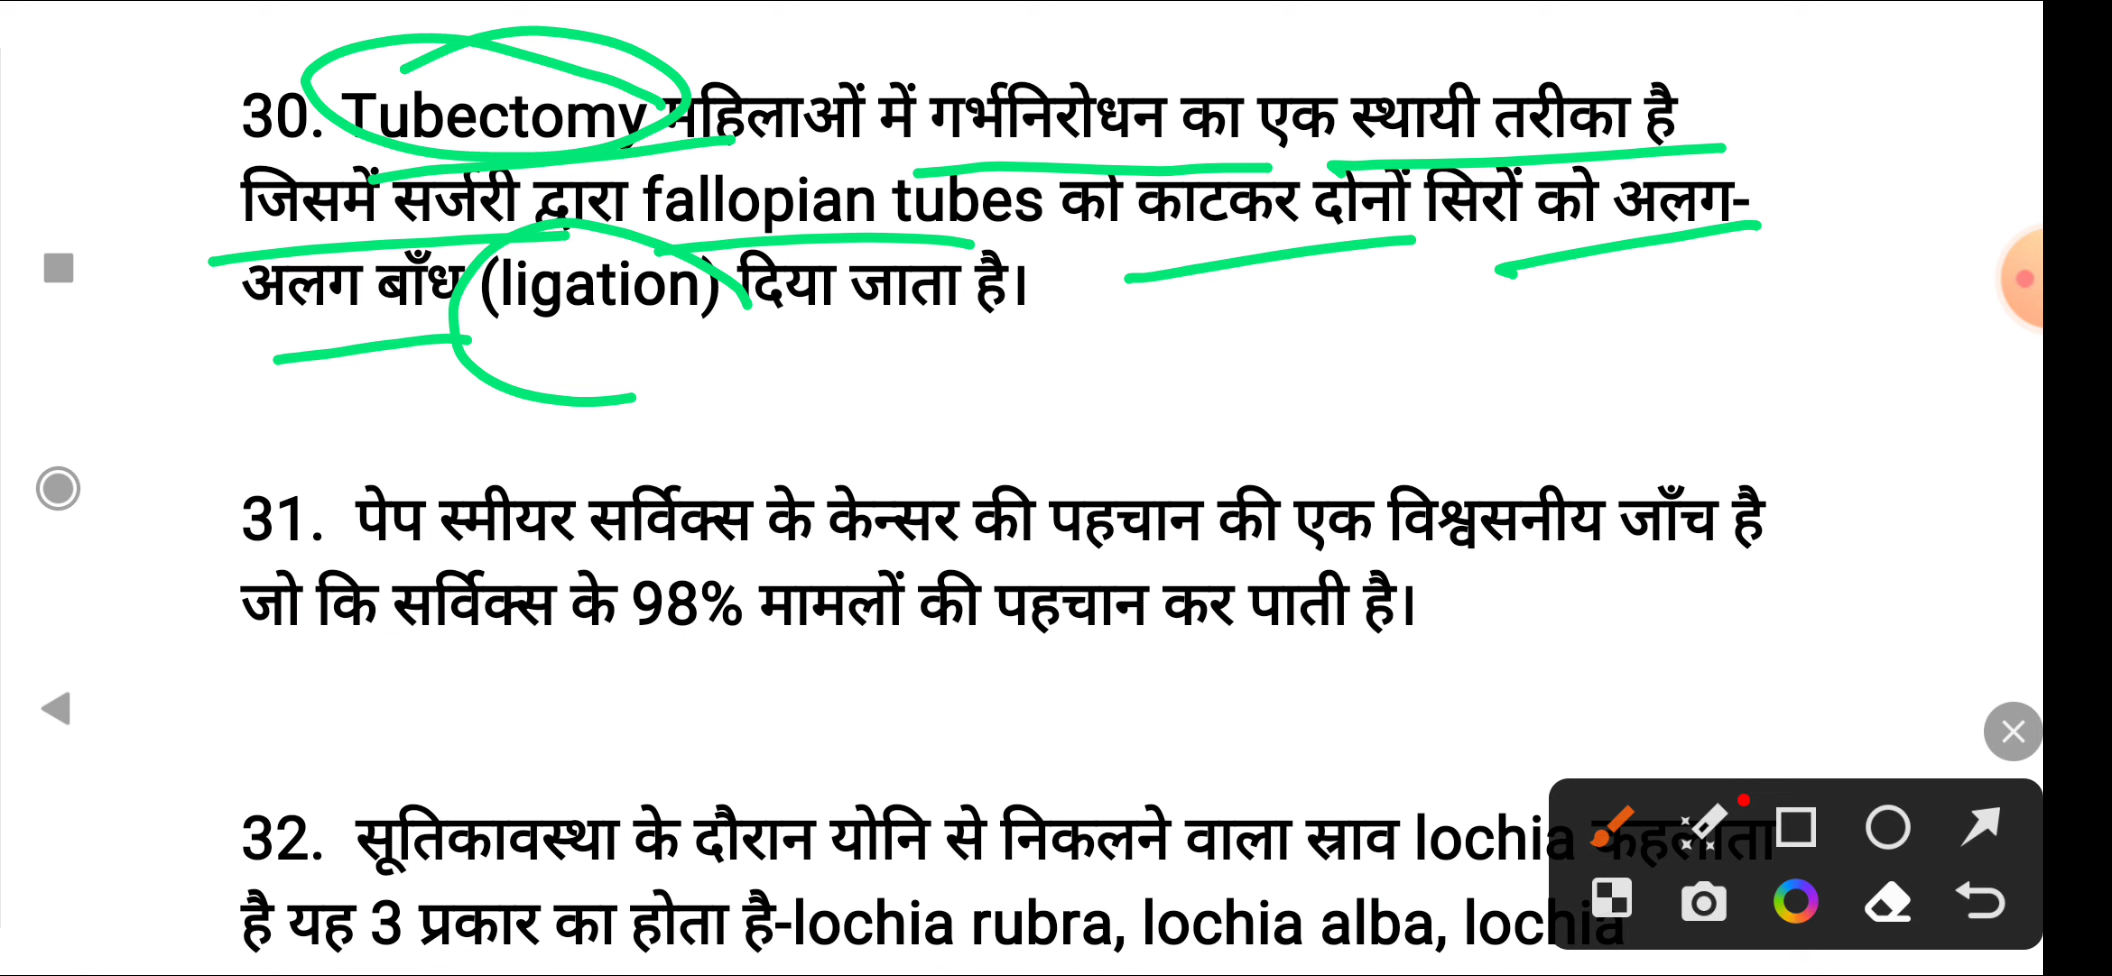 30. Tubectomy महिलाओं में गर्भनिरोधन का एक स्थायी तरीका है
जिसमें सर्जरी द्वारा fallopian tubes को काटकर दोनों सिरों को अलग-
अलग बाँध (ligation) दिया जाता है।
31. पेप स्मीयर सर्विक्स के केन्सर की पहचान की एक विश्वसनीय जाँच है
जो कि सर्विक्स के 98% मामलों की पहचान कर पाती है।
32. सूतिकावस्था के दौरान योनि से निकलने वाला स्राव lochia कहलाता
है यह 3 प्रकार का होता है-lochia rubra, lochia alba, lochia